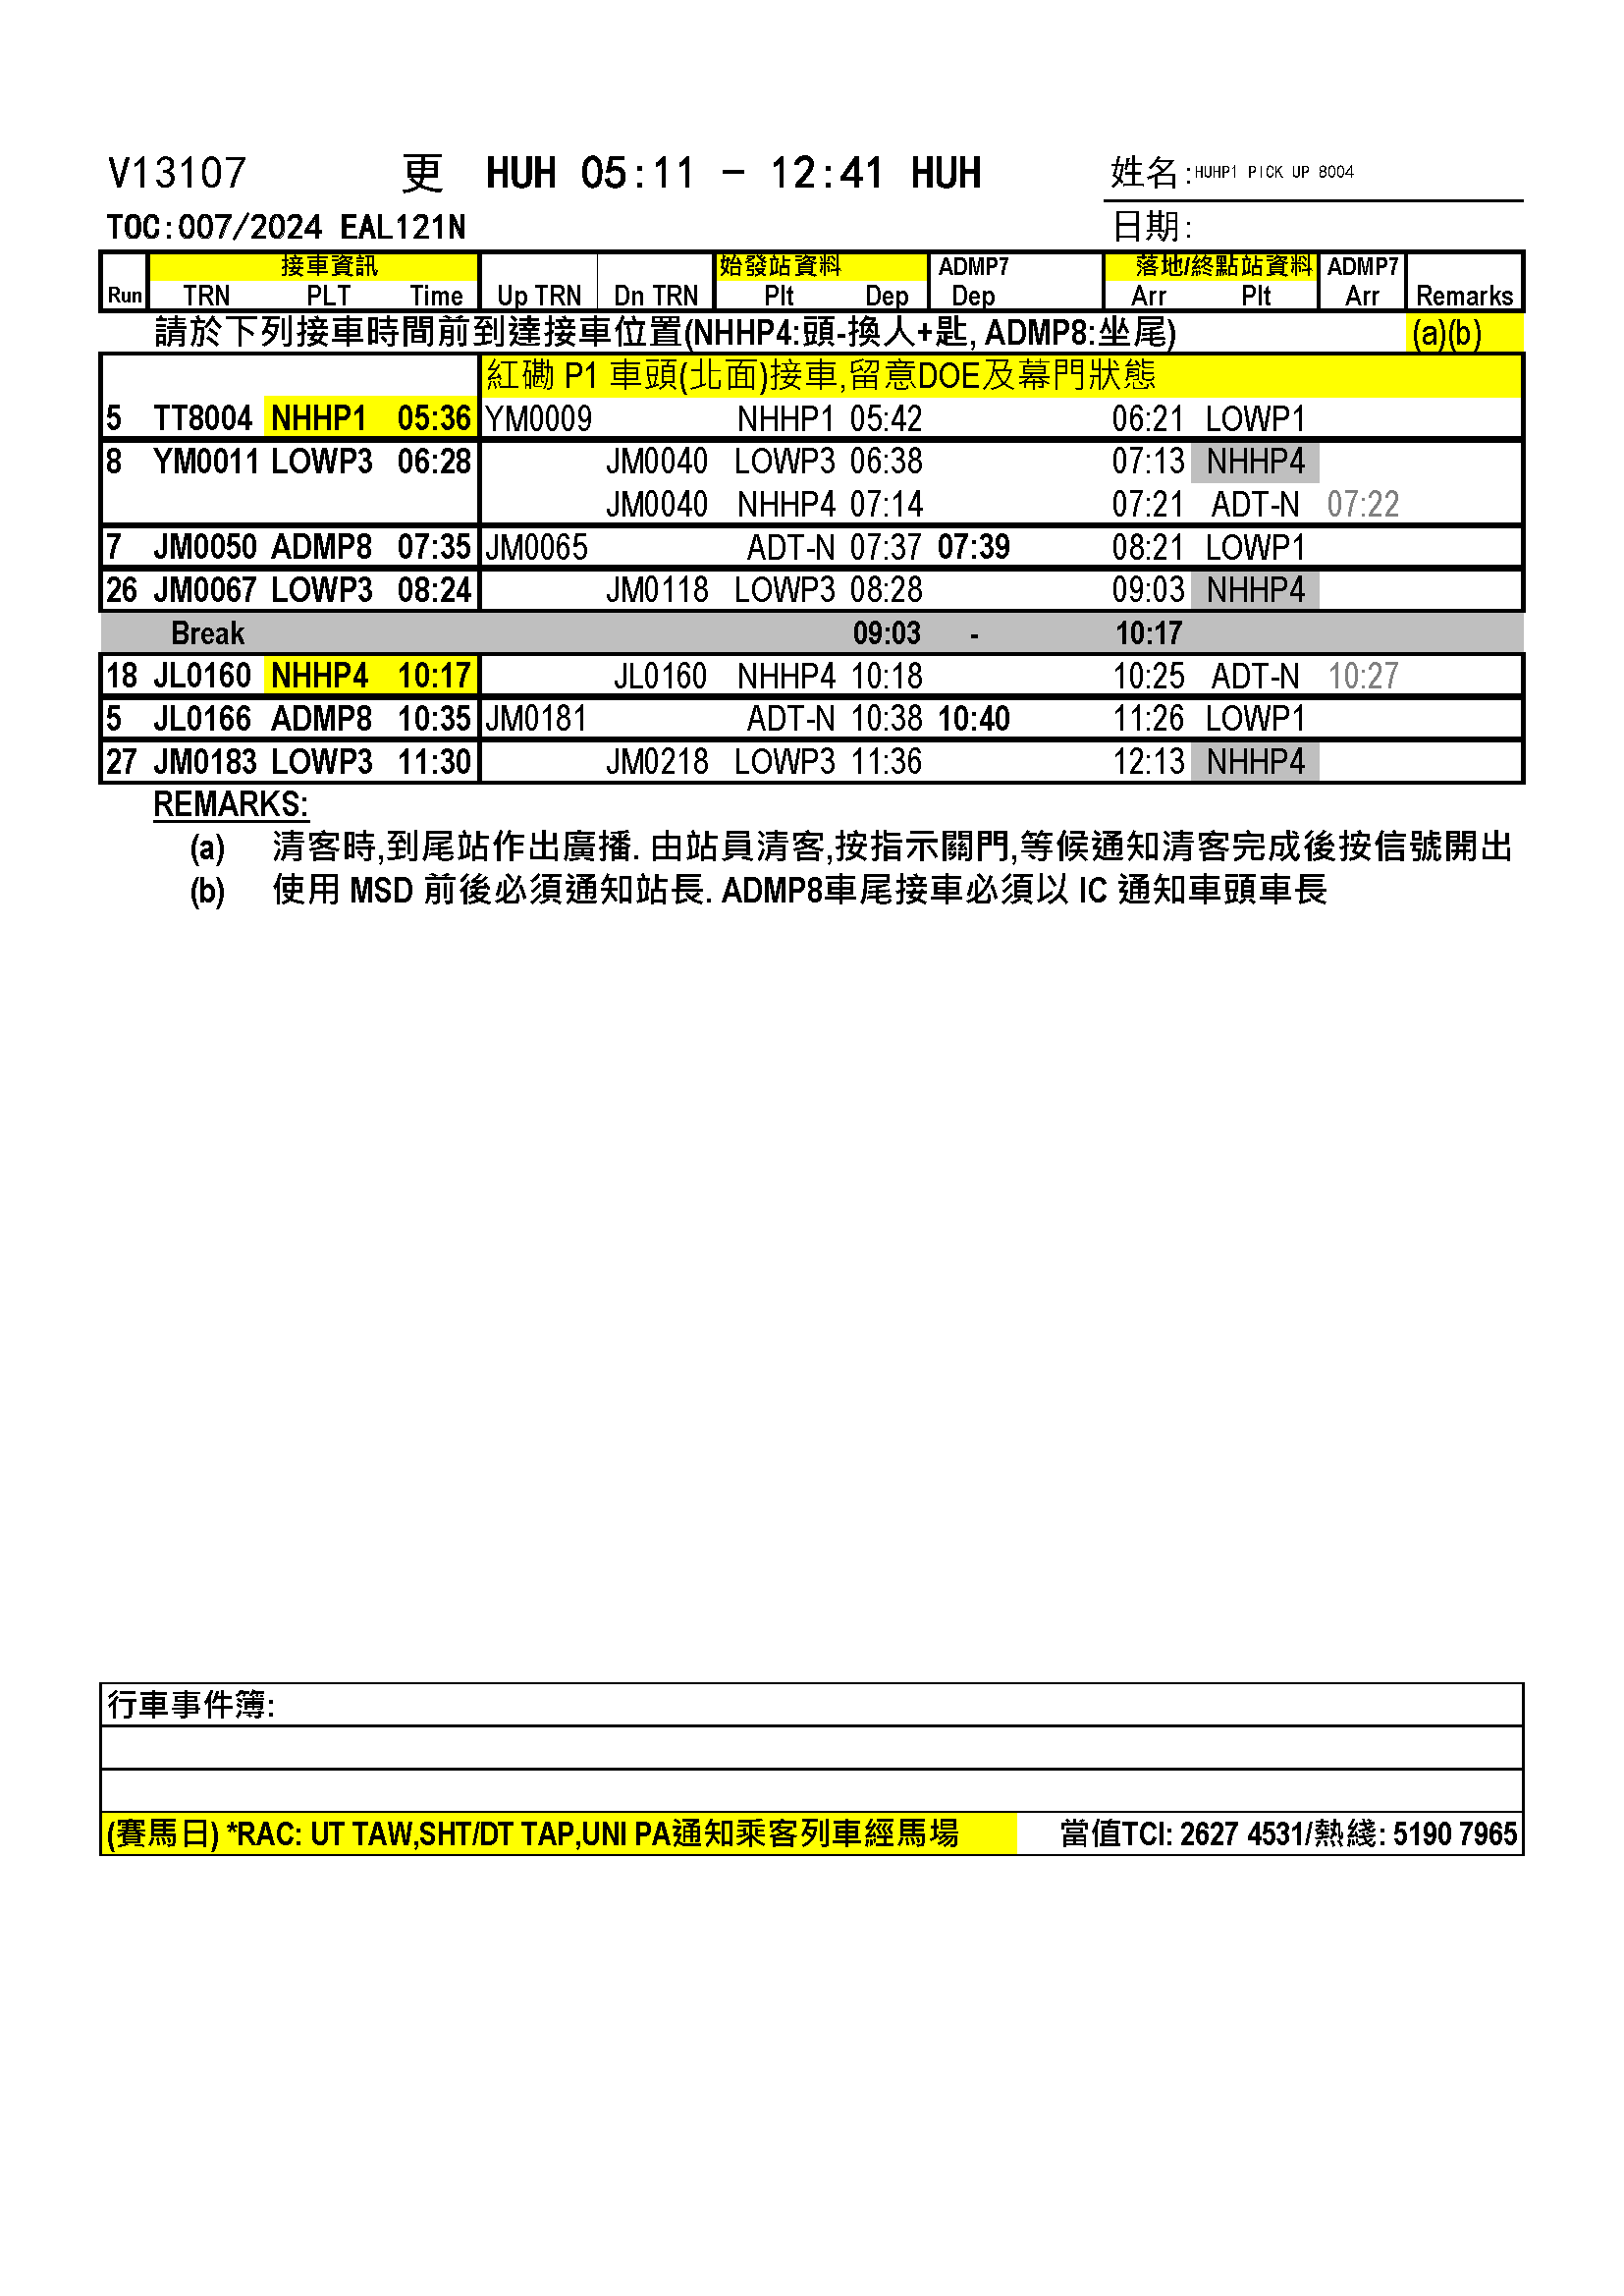 V13107 更 HUH 05:11 - 12:41 HUH 姓名:HUHP1 PICK UP 8004
TOC:007/2024 EAL121N 日期:
接車資訊 始發站資料 ADMP7 落地/終點站資料 ADMP7
Run TRN PLT Time Up TRN Dn TRN Plt Dep Dep Arr Plt Arr Remarks
請於下列接車時間前到達接車位置(NHHP4:頭-換人+匙, ADMP8:坐尾) (a)(b)
紅磡 P1 車頭(北面)接車,留意DOE及幕門狀態
5 TT8004 NHHP1 05:36 YM0009 NHHP1 05:42 06:21 LOWP1
8 YM0011 LOWP3 06:28 JM0040 LOWP3 06:38 07:13 NHHP4
JM0040 NHHP4 07:14 07:21 ADT-N 07:22
7 JM0050 ADMP8 07:35 JM0065 ADT-N 07:37 07:39 08:21 LOWP1
26 JM0067 LOWP3 08:24 JM0118 LOWP3 08:28 09:03 NHHP4
Break 09:03 - 10:17
18 JL0160 NHHP4 10:17 JL0160 NHHP4 10:18 10:25 ADT-N 10:27
5 JL0166 ADMP8 10:35 JM0181 ADT-N 10:38 10:40 11:26 LOWP1
27 JM0183 LOWP3 11:30 JM0218 LOWP3 11:36 12:13 NHHP4
REMARKS:
(a) 清客時,到尾站作出廣播. 由站員清客,按指示關門,等候通知清客完成後按信號開出
(b) 使用 MSD 前後必須通知站長. ADMP8車尾接車必須以 IC 通知車頭車長
行車事件簿:
(賽馬日) *RAC: UT TAW,SHT/DT TAP,UNI PA通知乘客列車經馬場 當值TCI: 2627 4531/熱綫: 5190 7965